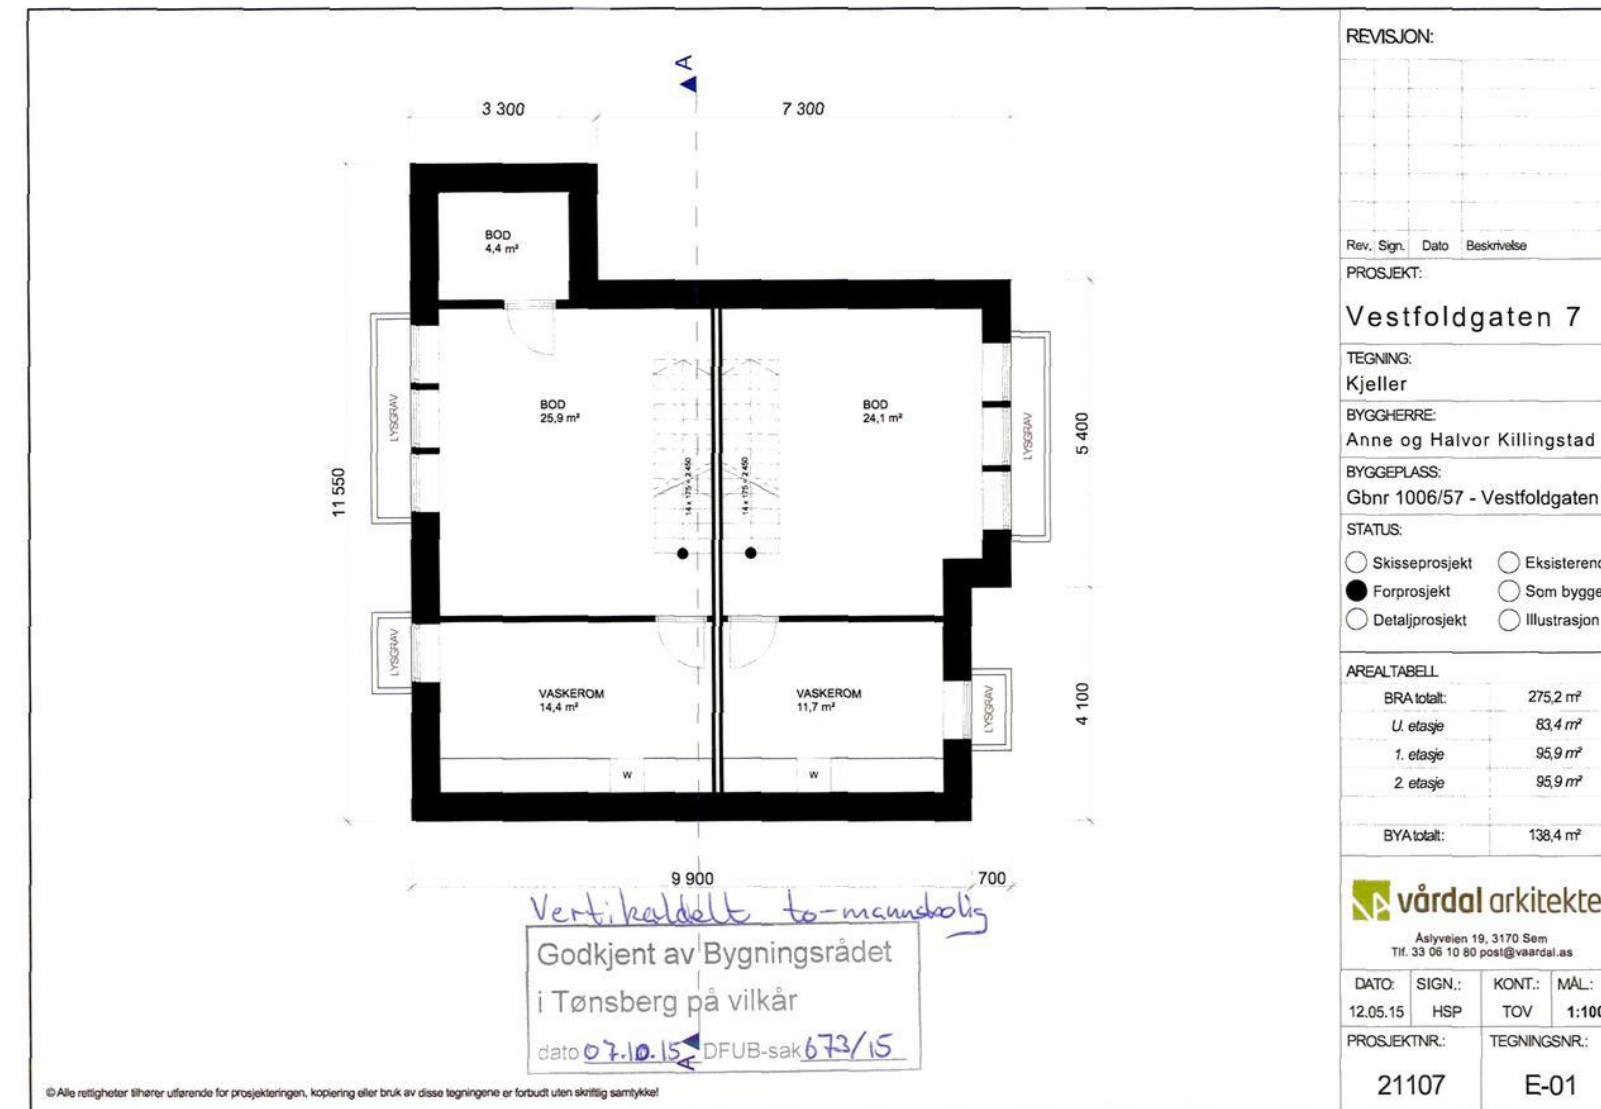 A
3 300
7 300
BOD
4,4 m²
LYSGRAV
BOD
25,9 m²
BOD
24,1 m²
LYSGRAV
11 550
5 400
14 x 175 = 2 450
14 x 175 = 2 450
LYSGRAV
VASKEROM
14,4 m²
VASKEROM
11,7 m²
LYSGRAV
4 100
W
W
9 900
700
Vertikaldelt to-mannsbolig
Godkjent av Bygningsrådet
i Tønsberg på vilkår
dato 07.10.15 DFUB-sak 673/15
A
©Alle rettigheter tilhører utførende for prosjekteringen, kopiering eller bruk av disse tegningene er forbudt uten skriftlig samtykke!
REVISJON:
Rev. Sign. Dato Beskrivelse
PROSJEKT:
Vestfoldgaten 7
TEGNING:
Kjeller
BYGGHERRE:
Anne og Halvor Killingstad
BYGGEPLASS:
Gbnr 1006/57 - Vestfoldgaten
STATUS:
Skisseprosjekt Eksisterend
Forprosjekt Som bygge
Detaljprosjekt Illustrasjon
AREALTABELL
BRA totalt: 275,2 m²
U. etasje 83,4 m²
1. etasje 95,9 m²
2. etasje 95,9 m²
BYA totalt: 138,4 m²
vårdal arkitekte
Åslyveien 19, 3170 Sem
Tlf. 33 06 10 80 post@vaardal.as
DATO: SIGN.: KONT.: MÅL:
12.05.15 HSP TOV 1:100
PROSJEKTNR.: TEGNINGSNR.:
21107 E-01